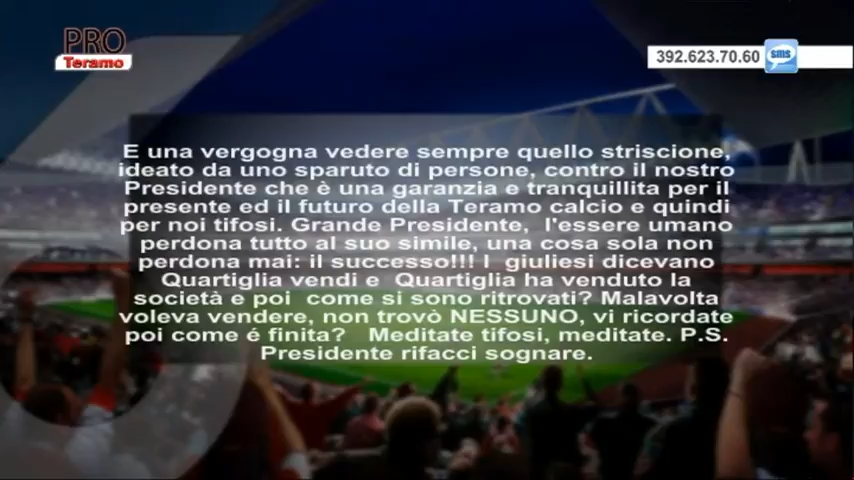 PRO
Teramo
392.623.70.60
sms
E una vergogna vedere sempre quello striscione,
ideato da uno sparuto di persone, contro il nostro
Presidente che è una garanzia e tranquillita per il
presente ed il futuro della Teramo calcio e quindi
per noi tifosi. Grande Presidente,  l'essere umano
perdona tutto al suo simile, una cosa sola non
perdona mai: il successo!!! I  giuliesi dicevano
Quartiglia vendi e  Quartiglia ha venduto la
società e poi  come si sono ritrovati? Malavolta
voleva vendere, non trovò NESSUNO, vi ricordate
poi come é finita?   Meditate tifosi, meditate. P.S.
Presidente rifacci sognare.